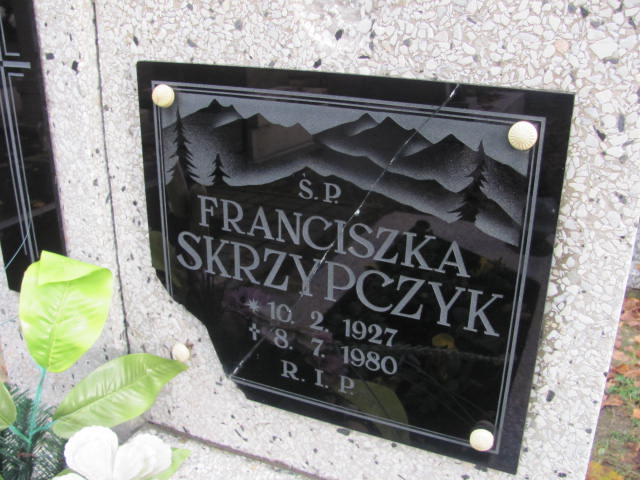 Ś.P.
FRANCISZKA
SKRZYPCZYK
* 10. 2. 1927
✝ 8. 7. 1980
R. I. P.